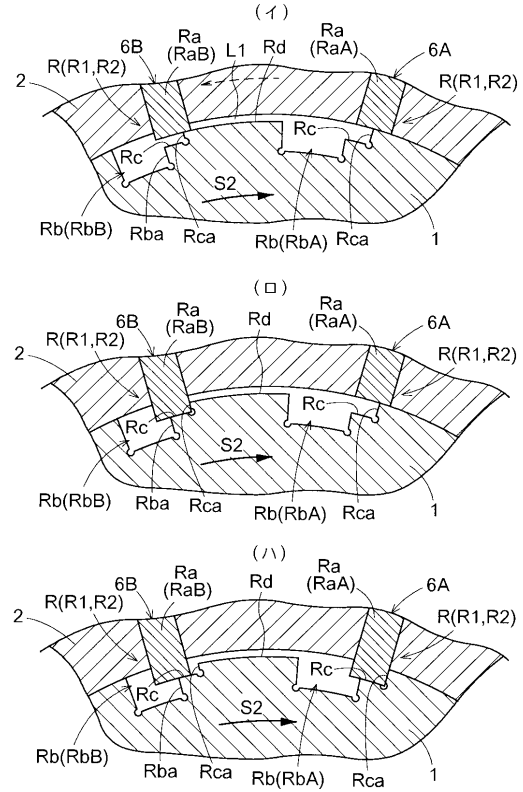 (イ)
Ra
(RaB)
6B
L1
Rd
Ra
(RaA)
6A
R(R1,R2)
R(R1,R2)
2
Rc
Rc
S2
Rb(RbB)
Rba
Rca
Rb(RbA)
Rca
1
(ロ)
Ra
(RaB)
6B
Rd
Ra
(RaA)
6A
R(R1,R2)
R(R1,R2)
2
Rc
Rc
S2
Rb(RbB)
Rba
Rca
Rb(RbA)
Rca
1
(ハ)
Ra
(RaB)
6B
Rd
Ra
(RaA)
6A
R(R1,R2)
R(R1,R2)
2
Rc
Rc
S2
Rb(RbB)
Rba
Rca
Rb(RbA)
Rca
1